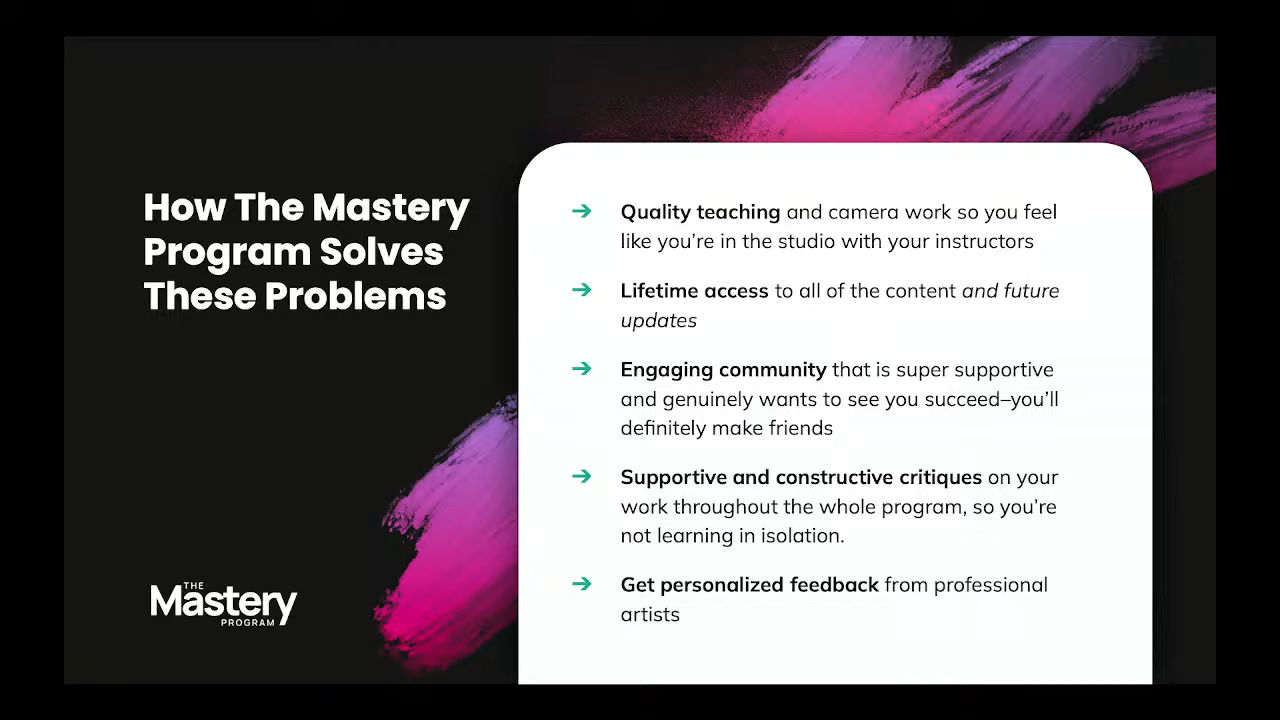 How The Mastery
Program Solves
These Problems
➔ Quality teaching and camera work so you feel
like you’re in the studio with your instructors
➔ Lifetime access to all of the content and future
updates
➔ Engaging community that is super supportive
and genuinely wants to see you succeed–you’ll
definitely make friends
➔ Supportive and constructive critiques on your
work throughout the whole program, so you’re
not learning in isolation.
➔ Get personalized feedback from professional
artists
THE
Mastery
PROGRAM